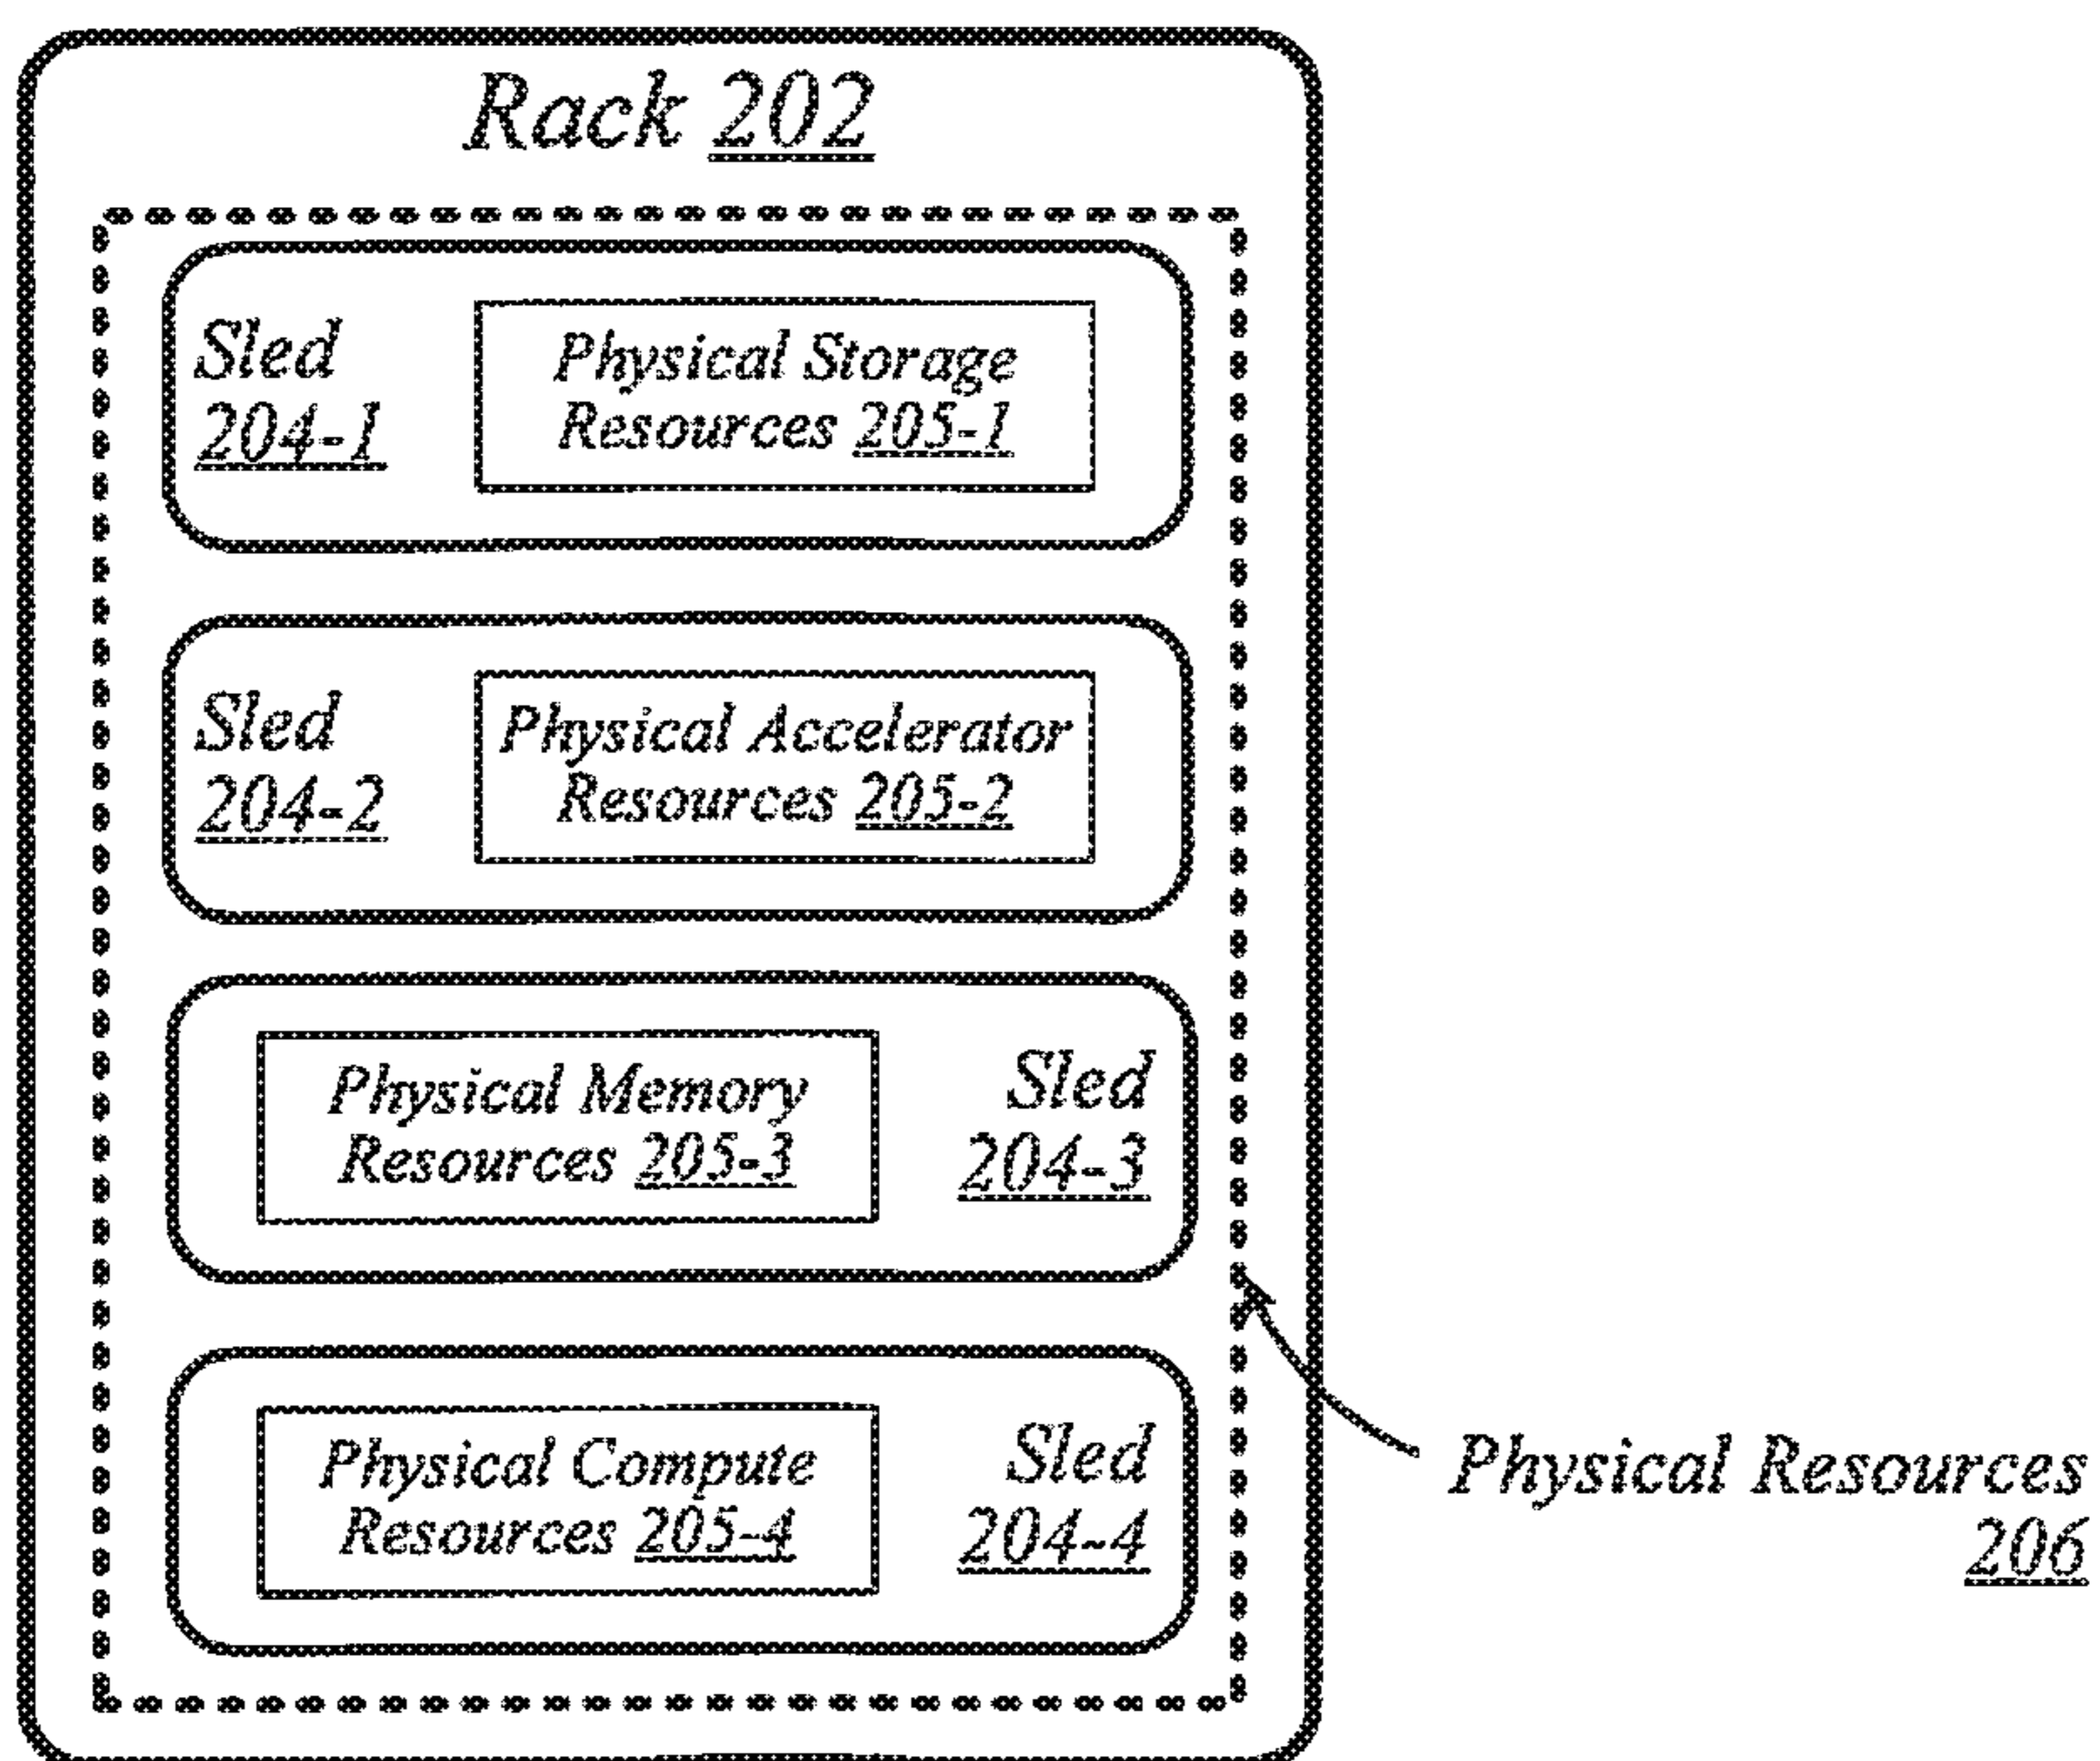 Rack 202
Sled
204-1
Physical Storage
Resources 205-1
Sled
204-2
Physical Accelerator
Resources 205-2
Physical Memory
Resources 205-3
Sled
204-3
Physical Compute
Resources 205-4
Sled
204-4
Physical Resources
206